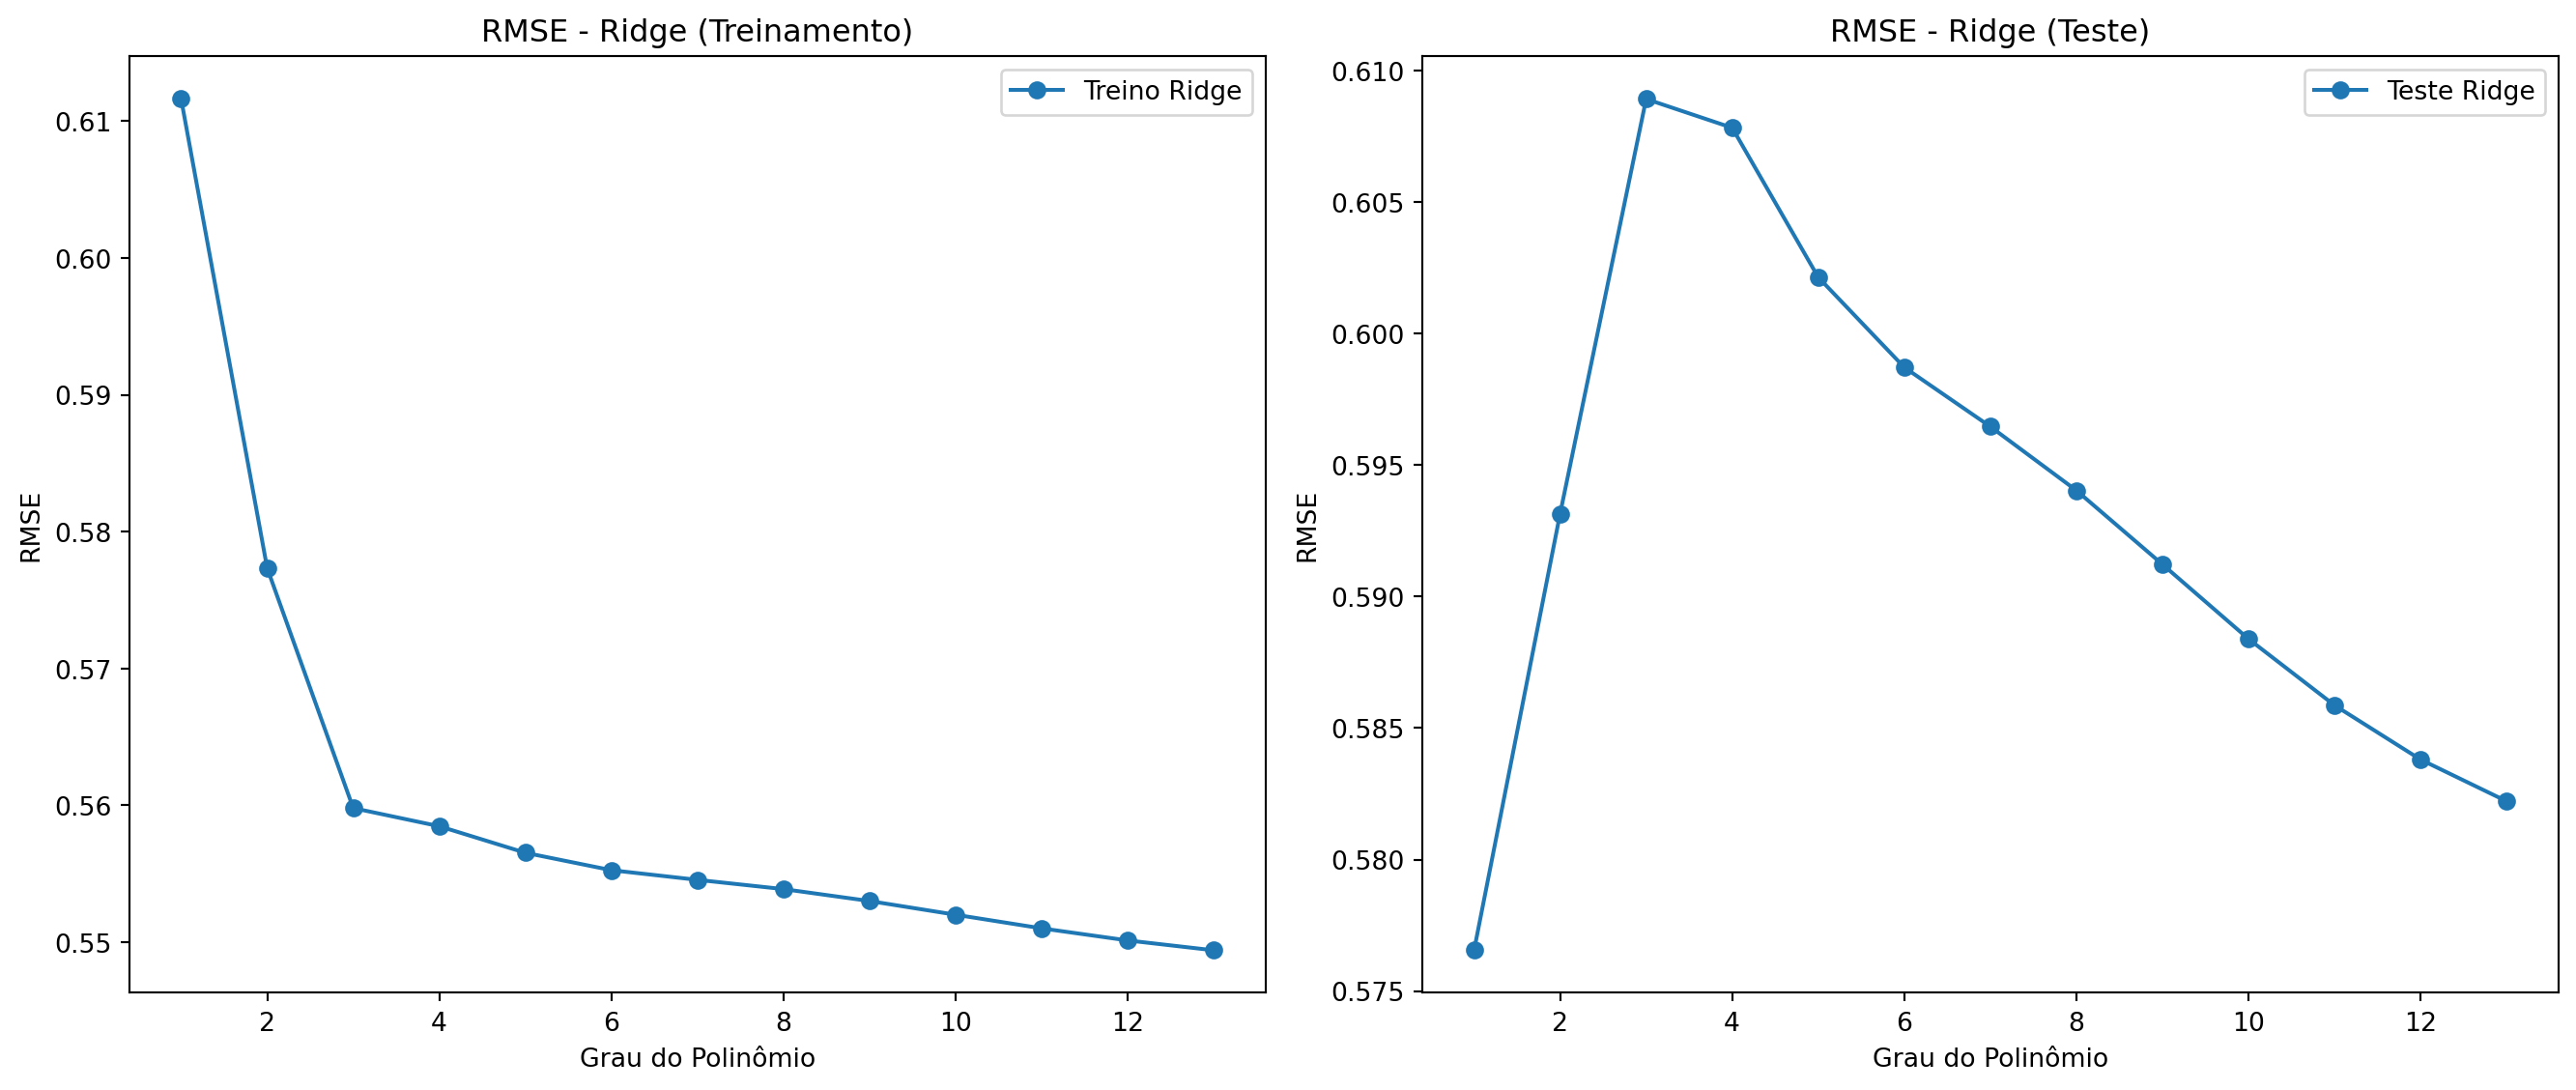 RMSE - Ridge (Treinamento)
Treino Ridge
0.61
0.60
0.59
0.58
0.57
0.56
0.55
RMSE
2 4 6 8 10 12
Grau do Polinômio
RMSE - Ridge (Teste)
Teste Ridge
0.610
0.605
0.600
0.595
0.590
0.585
0.580
0.575
RMSE
2 4 6 8 10 12
Grau do Polinômio